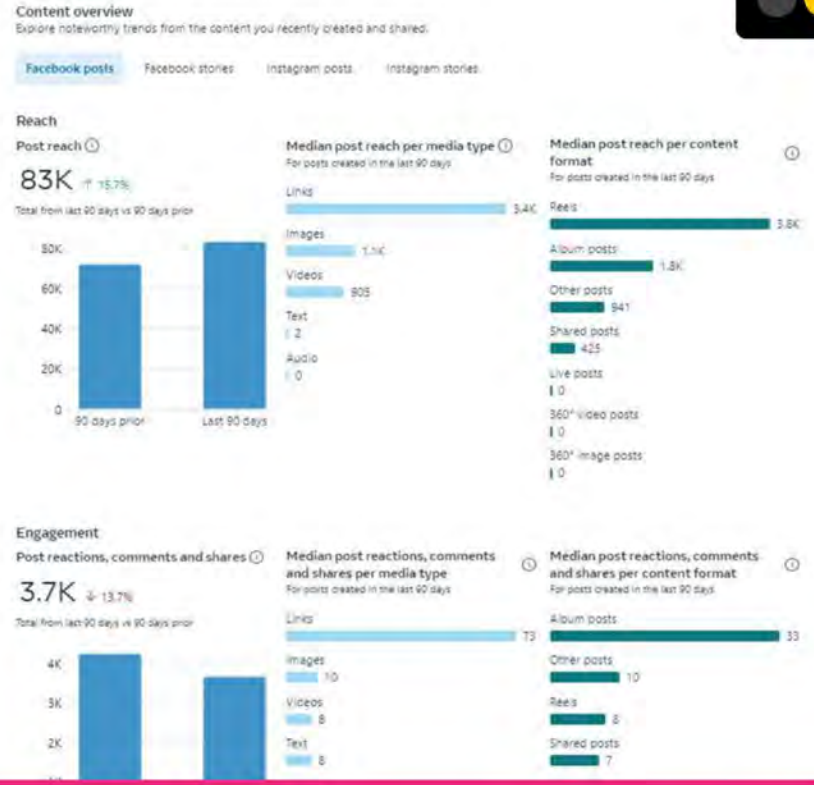 Content overview
Explore noteworthy trends from the content you recently created and shared.
Facebook posts
Facebook stories
Instagram posts
Instagram stories
Reach
Post reach
83K ↑ 15.7%
Total from last 90 days vs 90 days prior
80K
60K
40K
20K
0
90 days prior
Last 90 days
Median post reach per media type
For posts created in the last 90 days
Links
3.4K
Images
1.1K
Videos
905
Text
2
Audio
0
Median post reach per content
format
For posts created in the last 90 days
Reels
3.8K
Album posts
1.8K
Other posts
941
Shared posts
425
Live posts
0
360° video posts
0
360° image posts
0
Engagement
Post reactions, comments and shares
3.7K ↓ 13.7%
Total from last 90 days vs 90 days prior
4K
3K
2K
Median post reactions, comments
and shares per media type
For posts created in the last 90 days
Links
73
Images
10
Videos
8
Text
8
Median post reactions, comments
and shares per content format
For posts created in the last 90 days
Album posts
33
Other posts
10
Reels
8
Shared posts
7